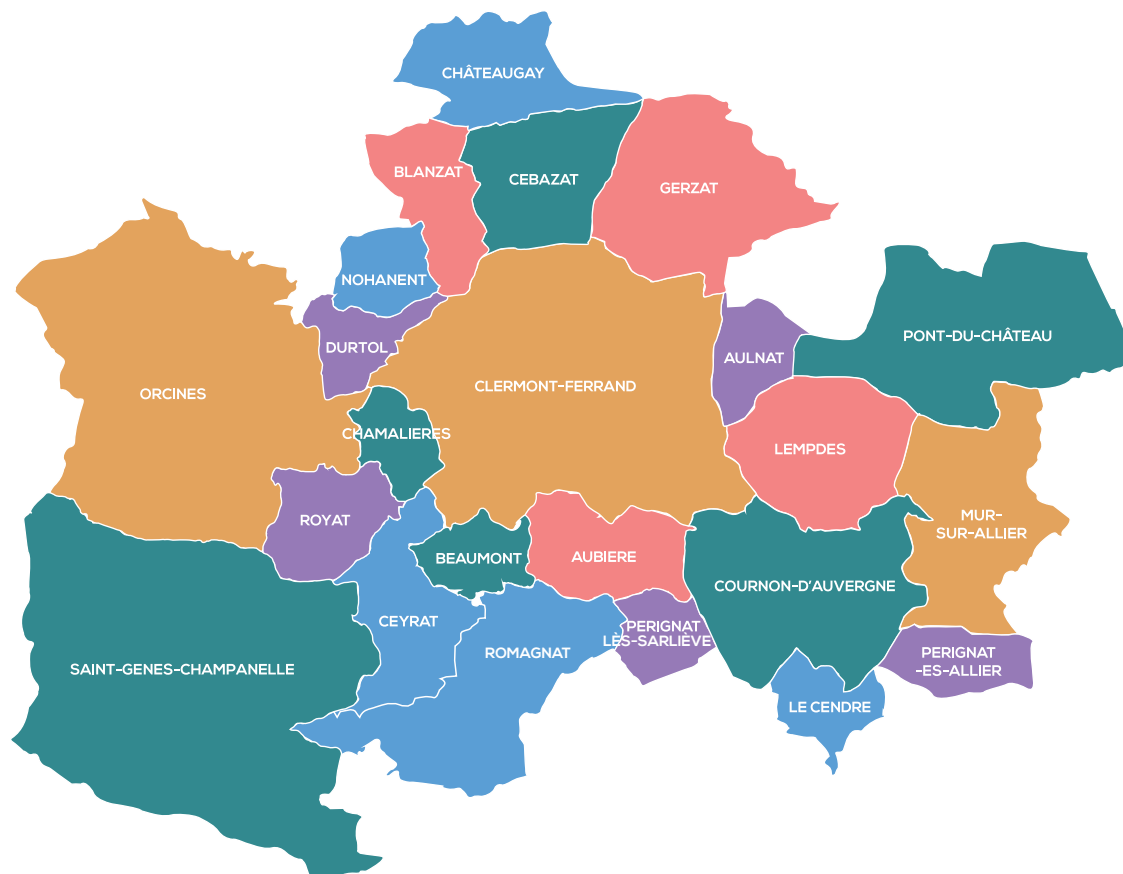 CHÂTEAUGAY
BLANZAT
CEBAZAT
GERZAT
NOHANENT
DURTOL
AULNAT
PONT-DU-CHÂTEAU
ORCINES
CLERMONT-FERRAND
CHAMALIERES
LEMPDES
ROYAT
MUR-
SUR-ALLIER
BEAUMONT
AUBIERE
COURNON-D'AUVERGNE
CEYRAT
PERIGNAT
LÈS-SARLIÈVE
ROMAGNAT
SAINT-GENES-CHAMPANELLE
PERIGNAT
-ES-ALLIER
LE CENDRE